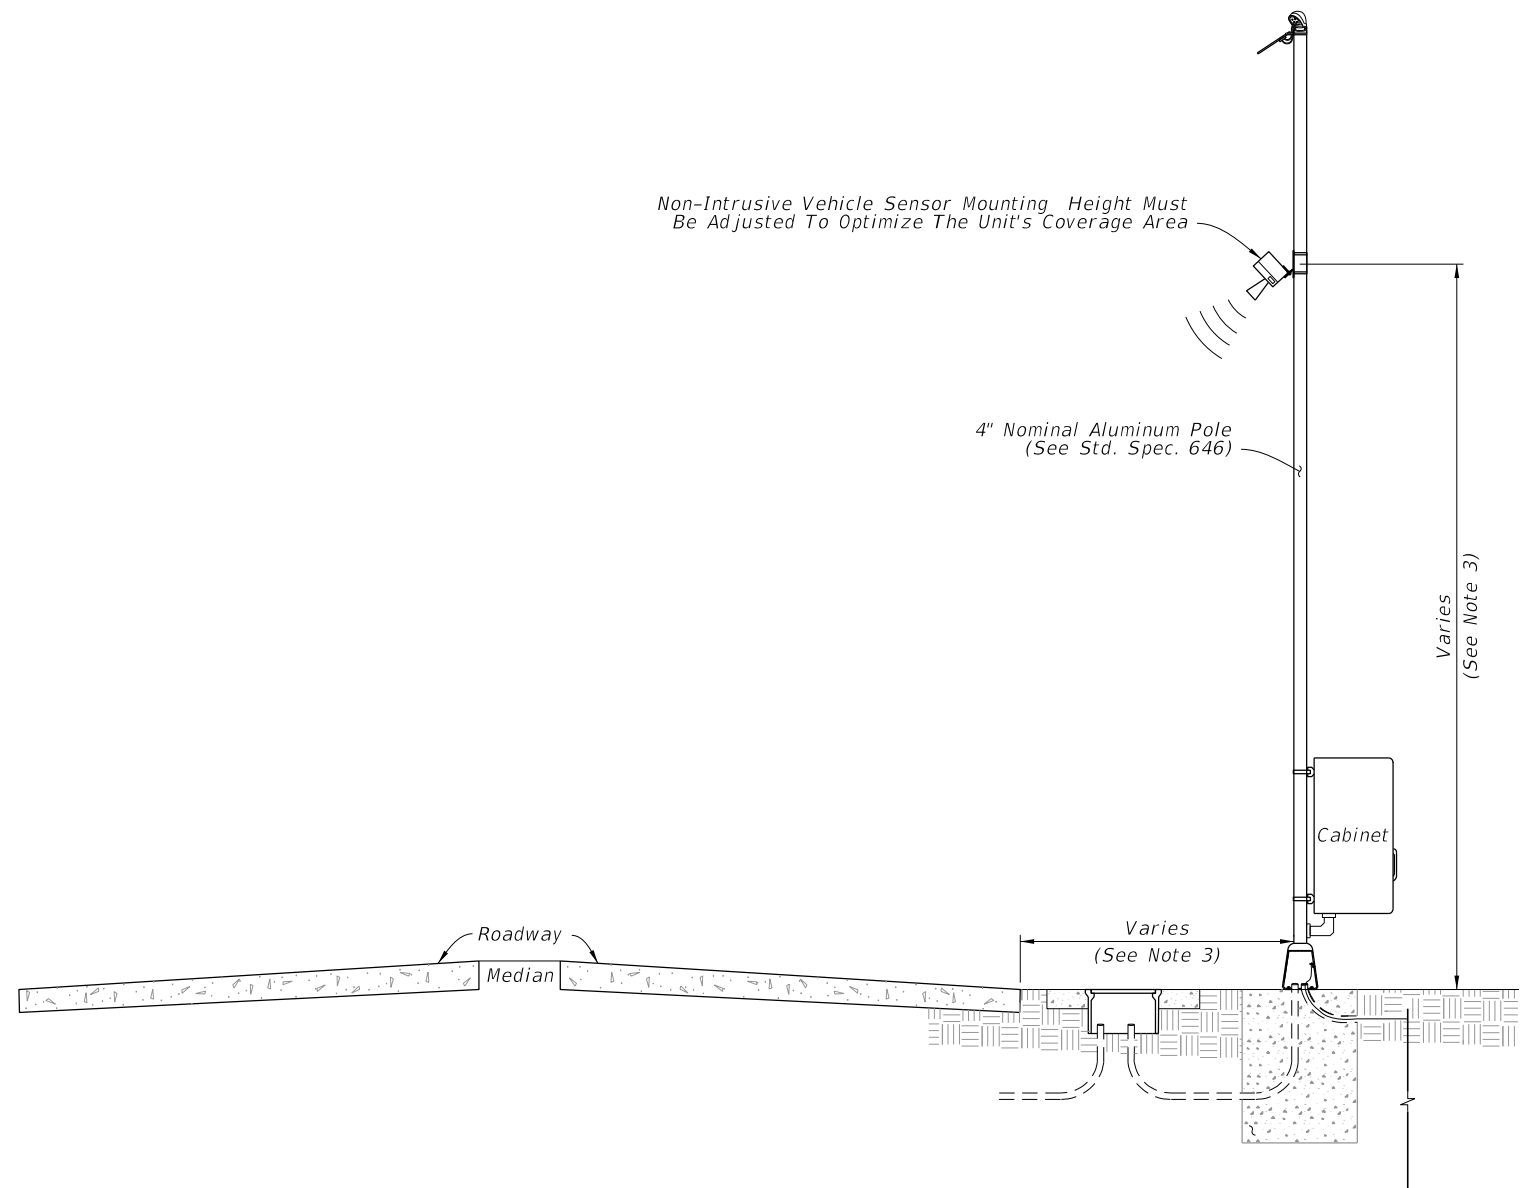 Non-Intrusive Vehicle Sensor Mounting Height Must
Be Adjusted To Optimize The Unit's Coverage Area
4" Nominal Aluminum Pole
(See Std. Spec. 646)
Varies
(See Note 3)
Cabinet
Roadway
Median
Varies
(See Note 3)